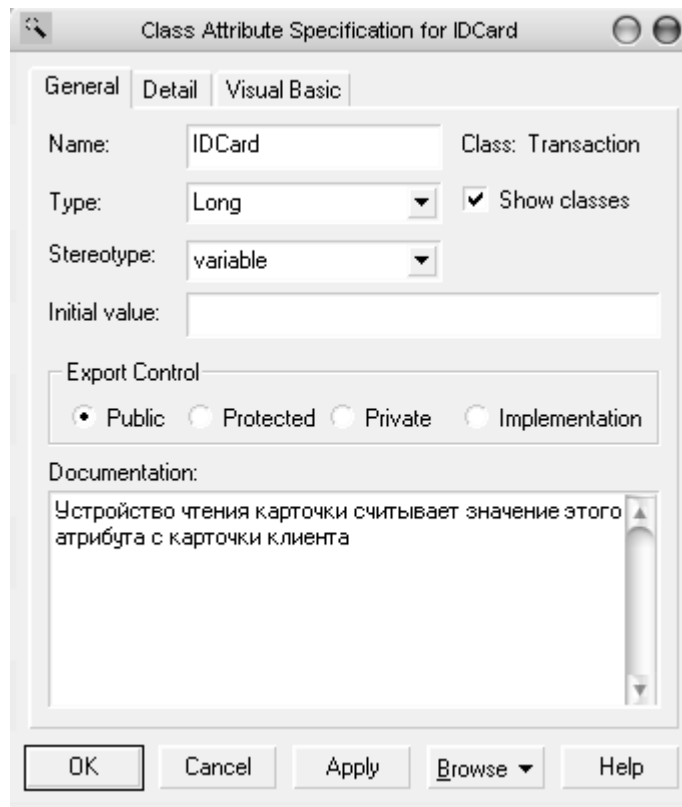 Class Attribute Specification for IDCard
General Detail Visual Basic
Name: IDCard Class: Transaction
Type: Long Show classes
Stereotype: variable
Initial value:
Export Control
Public Protected Private Implementation
Documentation:
Устройство чтения карточки считывает значение этого
атрибута с карточки клиента
OK Cancel Apply Browse Help